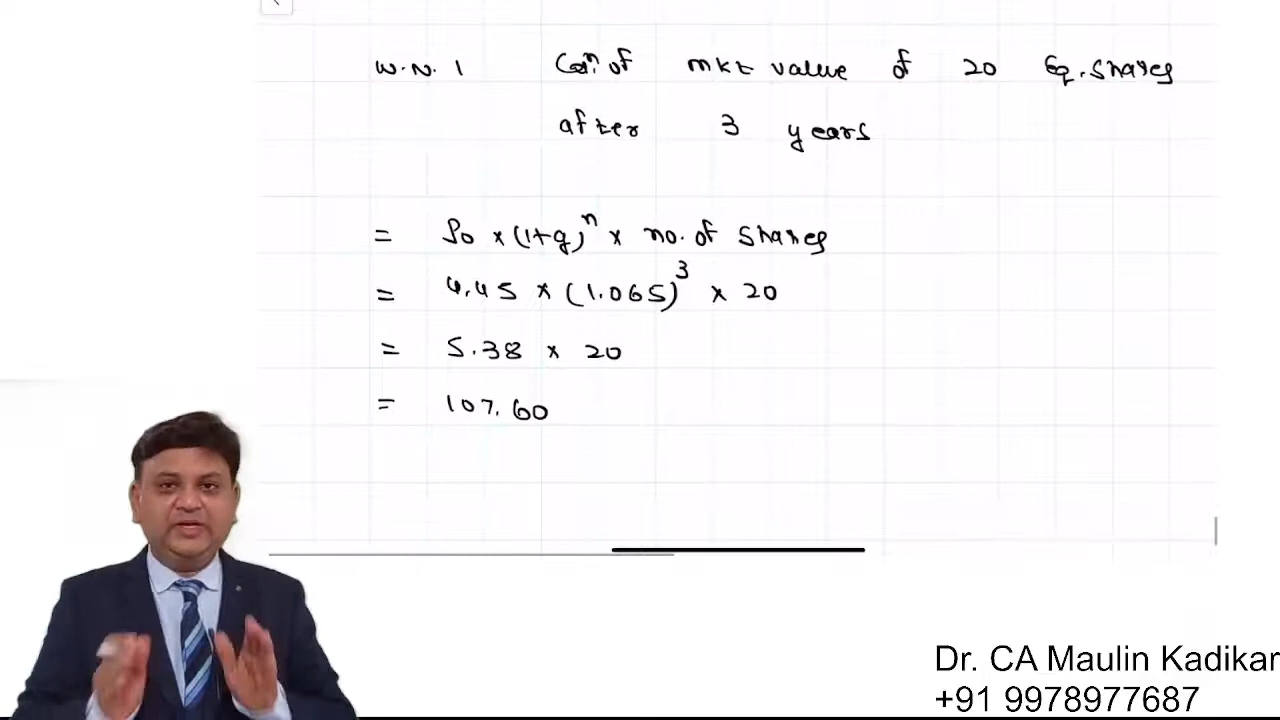 W.N. 1 Calⁿ of mkt value of 20 Eq. Shares
after 3 years
= P0 × (1+g)ⁿ × no. of Shares
= 4.45 × (1.065)³ × 20
= 5.38 × 20
= 107.60
Dr. CA Maulin Kadikar
+91 9978977687